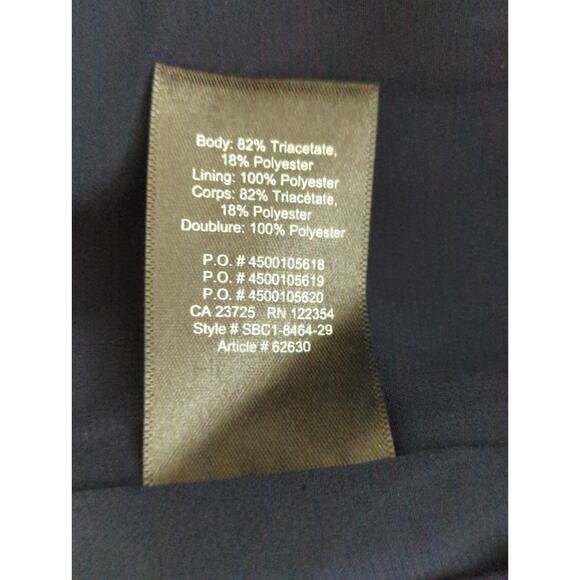 Body: 82% Triacetate,
18% Polyester
Lining: 100% Polyester
Corps: 82% Triacétate,
18% Polyester
Doublure: 100% Polyester
P.O. # 4500105618
P.O. # 4500105619
P.O. # 4500105620
CA 23725 RN 122354
Style # SBC1-8464-29
Article # 62630